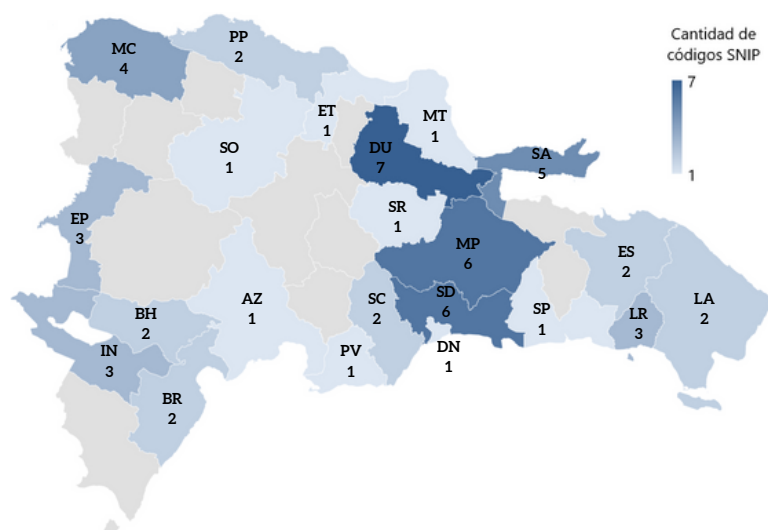 Cantidad de
códigos SNIP
7
1
MC
4
PP
2
ET
1
MT
1
SO
1
DU
7
SA
5
EP
3
SR
1
MP
6
ES
2
AZ
1
BH
2
SC
2
SD
6
SP
1
LR
3
LA
2
IN
3
PV
1
DN
1
BR
2